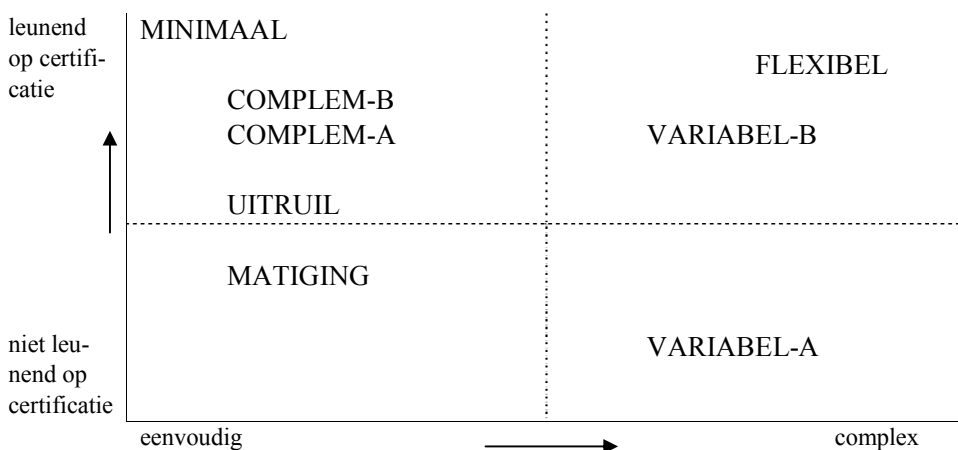 leunend
op certifi-
catie
MINIMAAL
FLEXIBEL
COMPLEM-B
COMPLEM-A
VARIABEL-B
UITRUIL
MATIGING
niet leu-
nend op
certificatie
VARIABEL-A
eenvoudig
complex